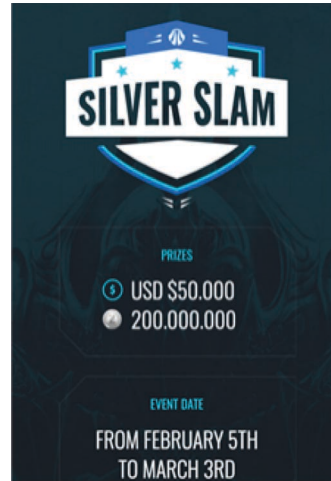 SILVER SLAM
PRIZES
USD $50.000
200.000.000
EVENT DATE
FROM FEBRUARY 5TH
TO MARCH 3RD